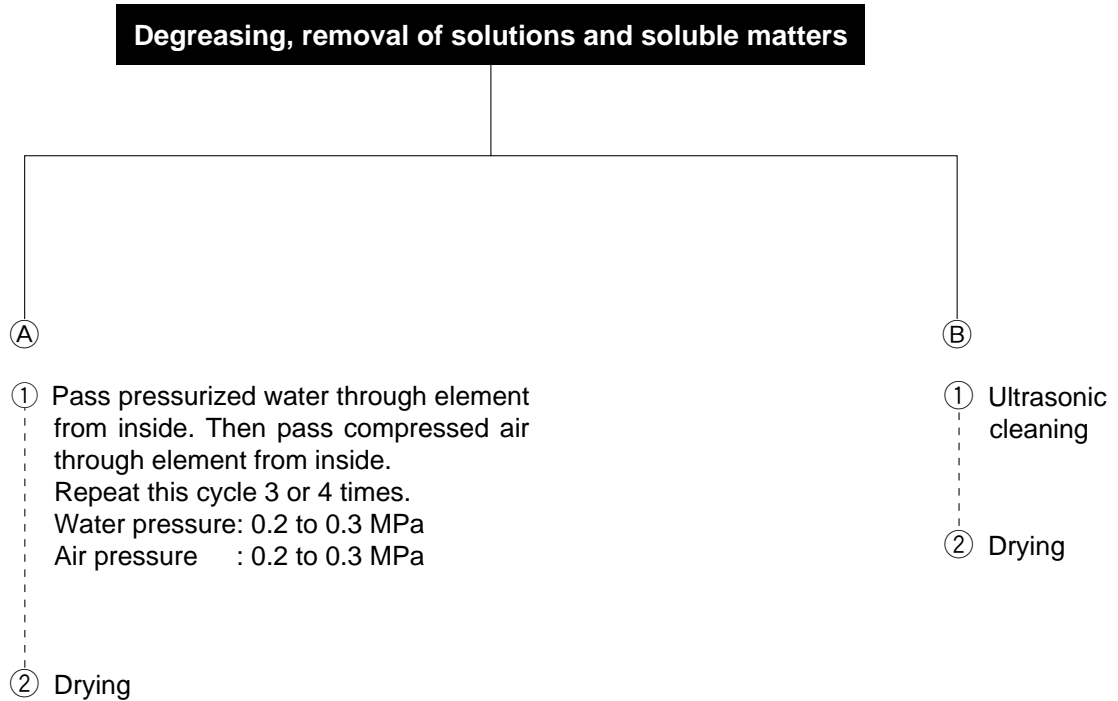 Degreasing, removal of solutions and soluble matters
Ⓐ
① Pass pressurized water through element
from inside. Then pass compressed air
through element from inside.
Repeat this cycle 3 or 4 times.
Water pressure: 0.2 to 0.3 MPa
Air pressure : 0.2 to 0.3 MPa
② Drying
Ⓑ
① Ultrasonic
cleaning
② Drying